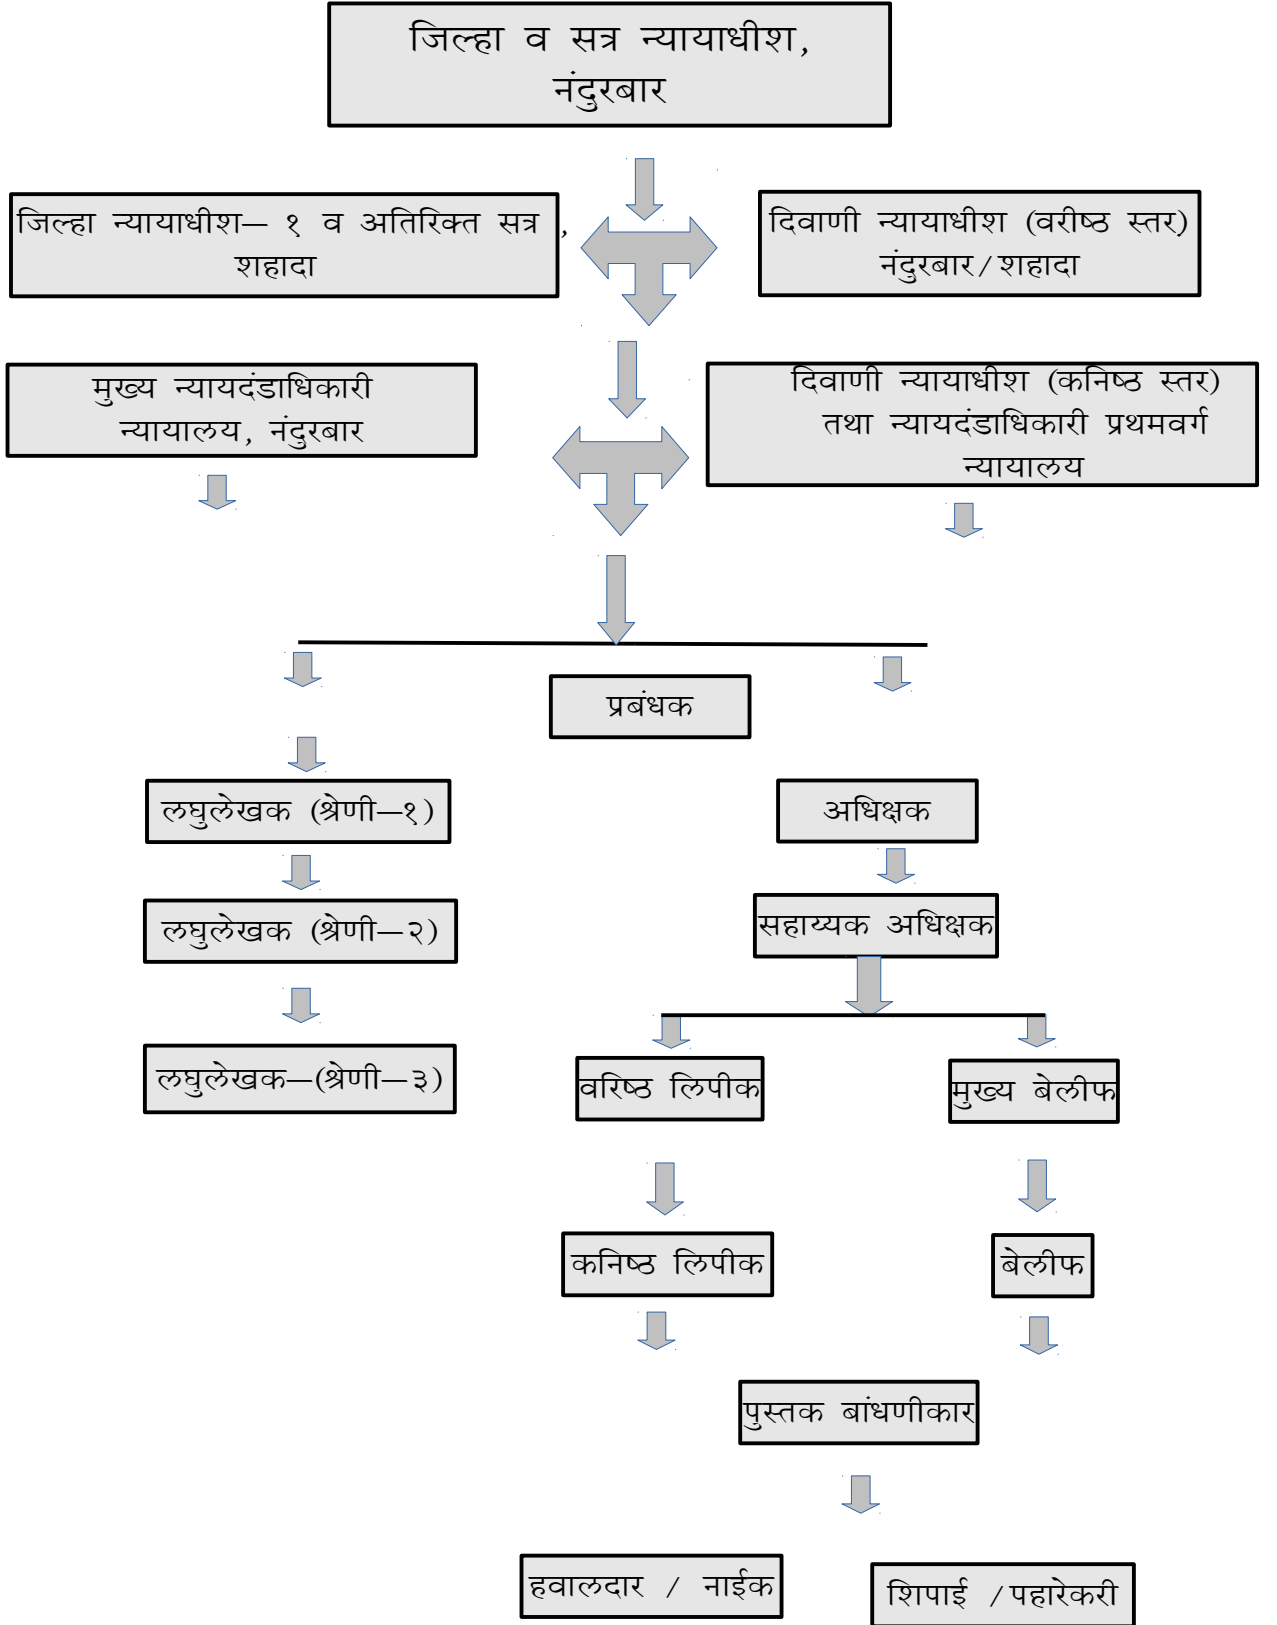 जिल्हा व सत्र न्यायाधीश,
नंदुरबार
जिल्हा न्यायाधीश— १ व अतिरिक्त सत्र ,
शहादा
दिवाणी न्यायाधीश (वरीष्ठ स्तर)
नंदुरबार/शहादा
मुख्य न्यायदंडाधिकारी
न्यायालय, नंदुरबार
दिवाणी न्यायाधीश (कनिष्ठ स्तर)
तथा न्यायदंडाधिकारी प्रथमवर्ग
न्यायालय
प्रबंधक
लघुलेखक (श्रेणी—१)
अधिक्षक
लघुलेखक (श्रेणी—२)
सहाय्यक अधिक्षक
लघुलेखक—(श्रेणी—३)
वरिष्ठ लिपीक
मुख्य बेलीफ
कनिष्ठ लिपीक
बेलीफ
पुस्तक बांधणीकार
हवालदार / नाईक
शिपाई /पहारेकरी